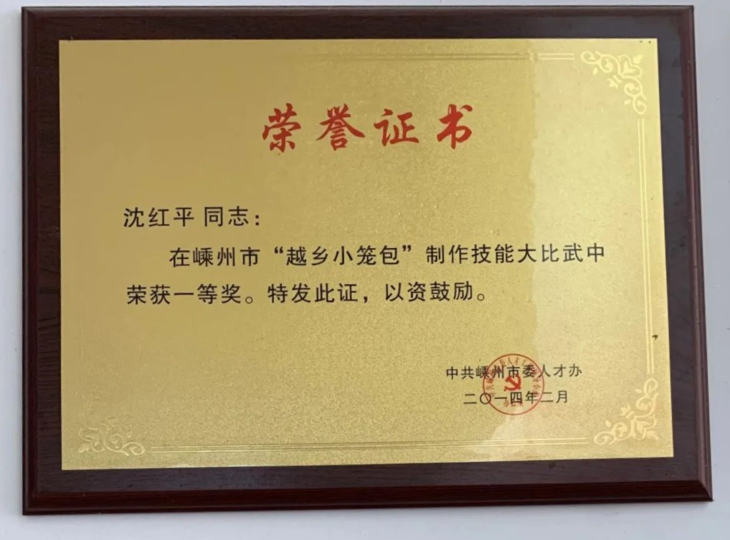 荣誉证书
沈红平 同志：
在嵊州市“越乡小笼包”制作技能大比武中
荣获一等奖。特发此证，以资鼓励。
中共嵊州市委人才办
二〇一四年二月